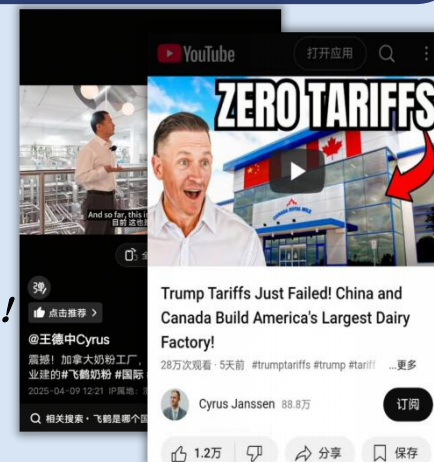 And so far, this i
目前 这也是
弹
点击推荐 >
@王德中Cyrus
震撼！加拿大奶粉工厂，
业建的#飞鹤奶粉 #国际
2025-04-09 12:21 IP属地：
相关搜索 · 飞鹤是哪个国
!
YouTube
打开应用
ZERO TARIFFS
CANADA ROYAL MILK
Trump Tariffs Just Failed! China and
Canada Build America's Largest Dairy
Factory!
28万次观看 · 5天前 #trumptariffs #trump #tariff ...更多
Cyrus Janssen 88.8万
订阅
1.2万
分享
保存